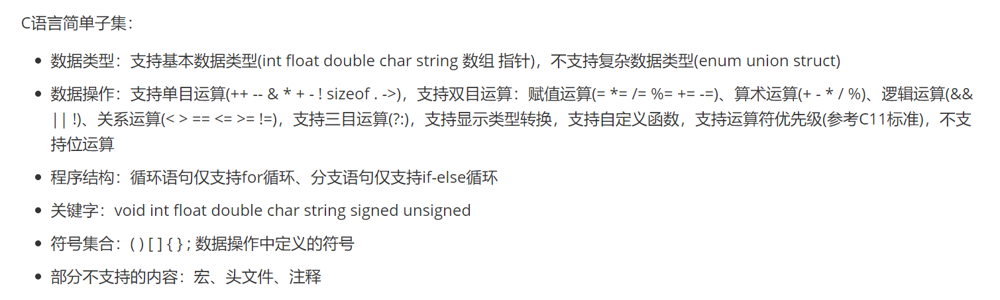 C语言简单子集：
• 数据类型：支持基本数据类型(int float double char string 数组 指针)，不支持复杂数据类型(enum union struct)
• 数据操作：支持单目运算(++ -- & * + - ! sizeof . ->)，支持双目运算：赋值运算(= *= /= %= += -=)、算术运算(+ - * / %)、逻辑运算(&&
|| !)、关系运算(< > == <= >= !=)，支持三目运算(?:)，支持显示类型转换，支持自定义函数，支持运算符优先级(参考C11标准)，不支
持位运算
• 程序结构：循环语句仅支持for循环、分支语句仅支持if-else循环
• 关键字：void int float double char string signed unsigned
• 符号集合：( ) [ ] { } ; 数据操作中定义的符号
• 部分不支持的内容：宏、头文件、注释